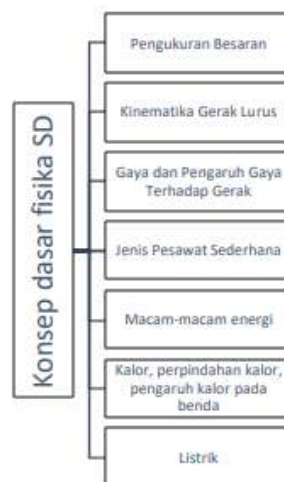 Konsep dasar fisika SD
Pengukuran Besaran
Kinematika Gerak Lurus
Gaya dan Pengaruh Gaya
Terhadap Gerak
Jenis Pesawat Sederhana
Macam-macam energi
Kalor, perpindahan kalor,
pengaruh kalor pada
benda
Listrik